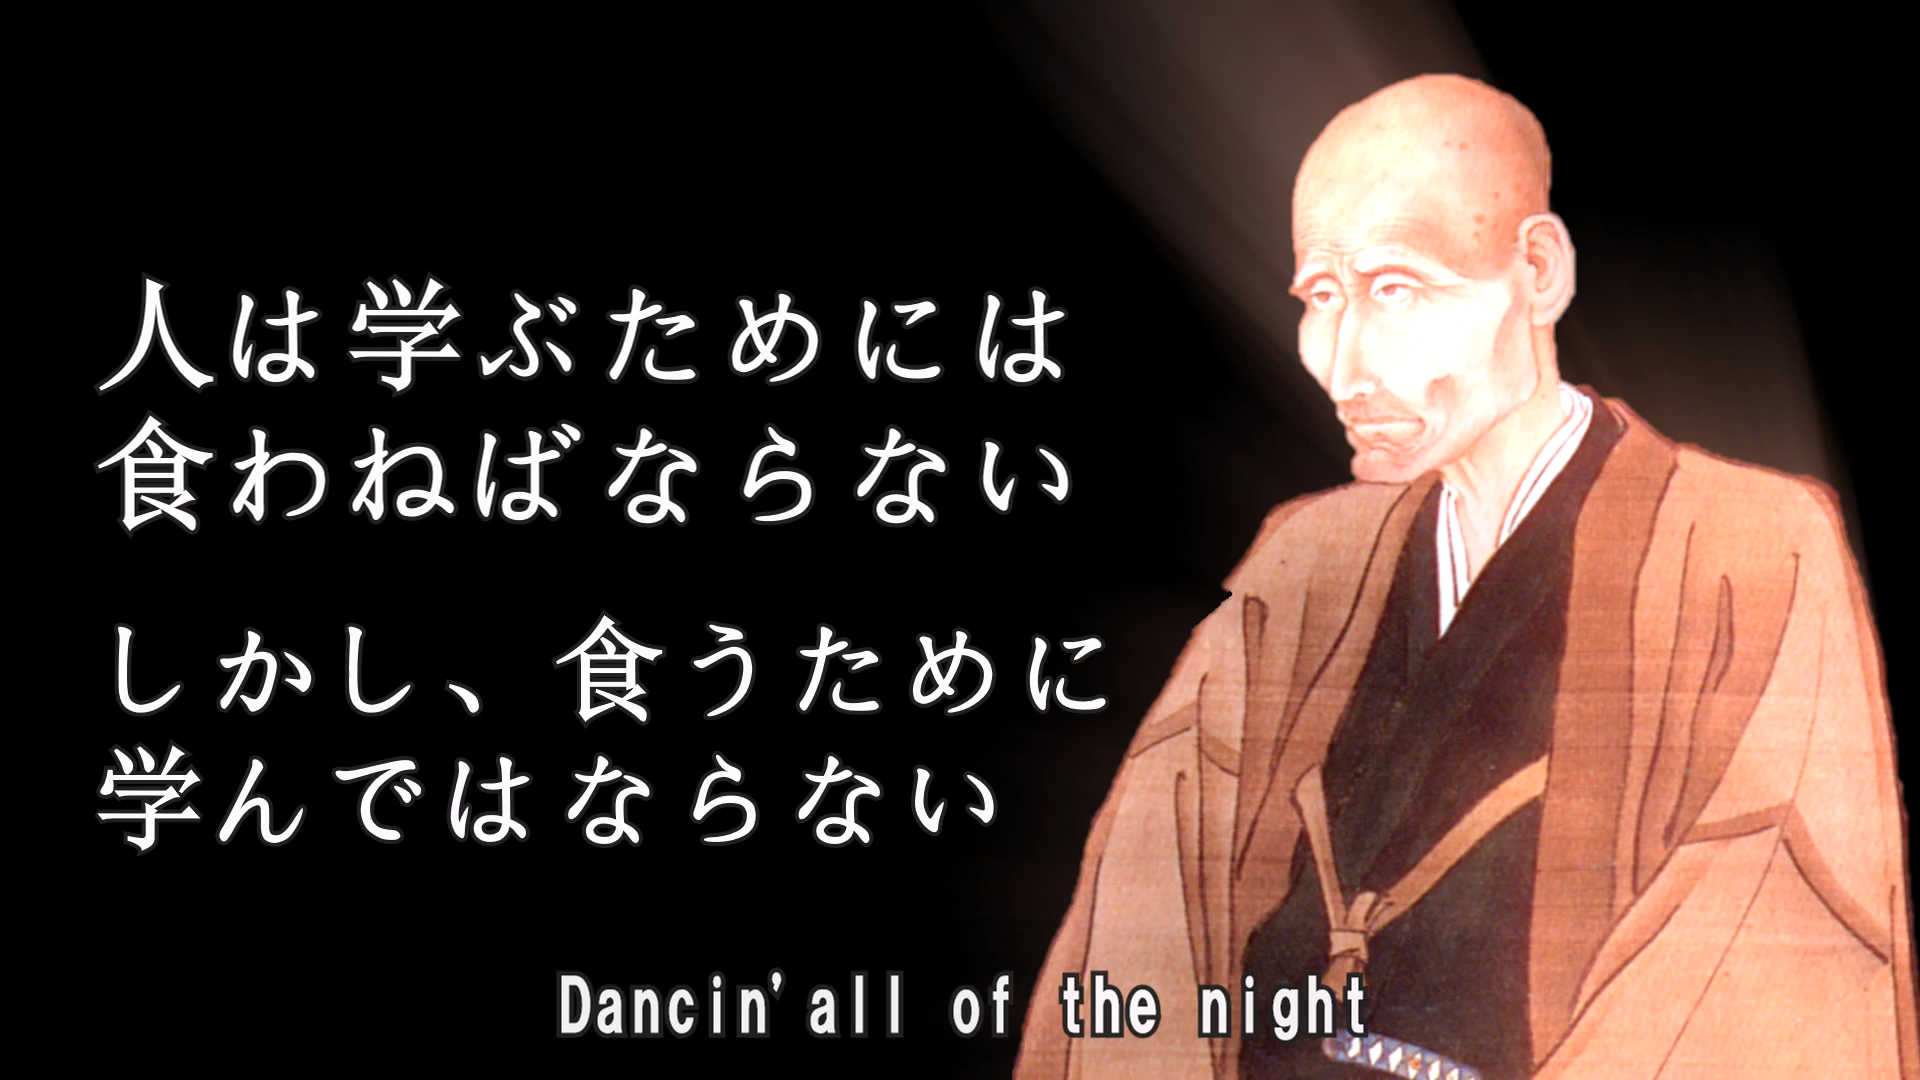 人は学ぶためには
食わねばならない
しかし、食うために
学んではならない
Dancin'all of the night